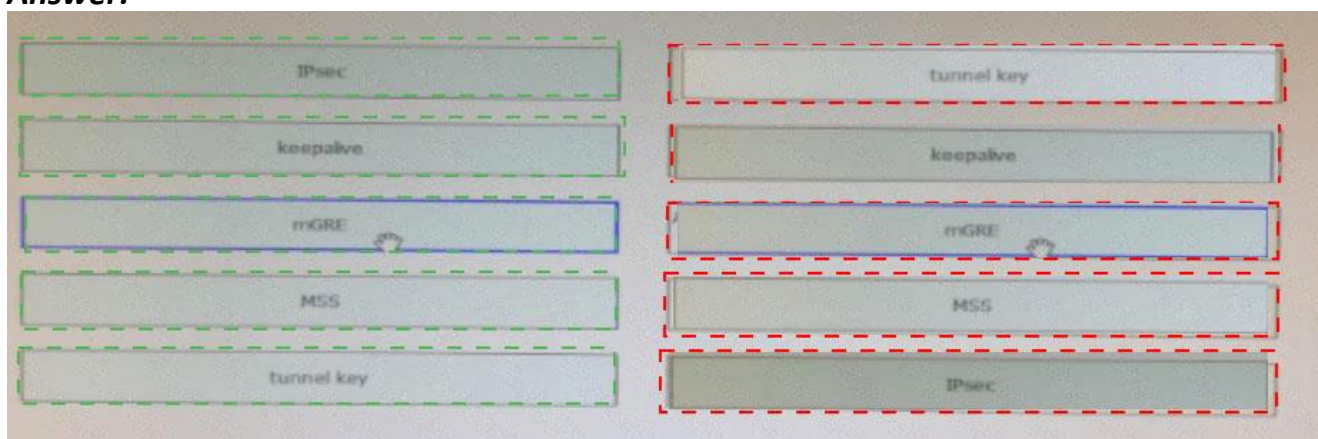 Answer:
IPsec
keepalive
mGRE
MSS
tunnel key
tunnel key
keepalive
mGRE
MSS
IPsec